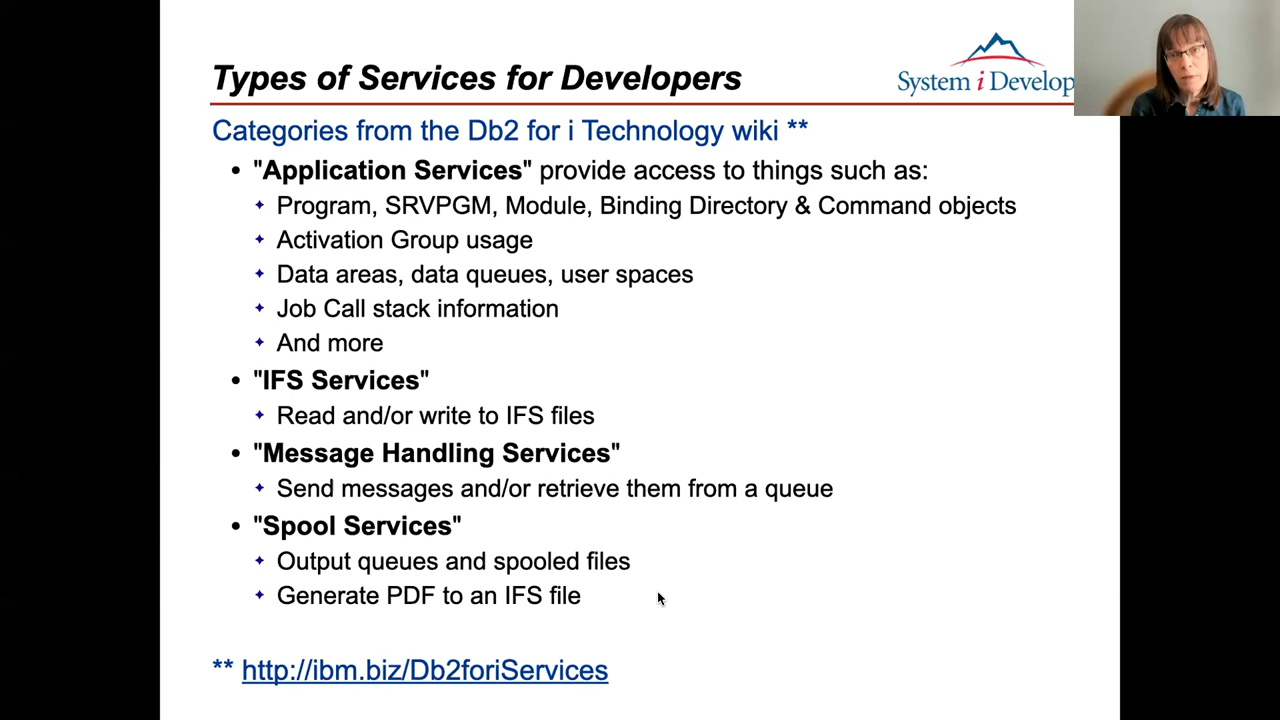 Types of Services for Developers
System i Develop
Categories from the Db2 for i Technology wiki **
• "Application Services" provide access to things such as:
Program, SRVPGM, Module, Binding Directory & Command objects
Activation Group usage
Data areas, data queues, user spaces
Job Call stack information
And more
• "IFS Services"
Read and/or write to IFS files
• "Message Handling Services"
Send messages and/or retrieve them from a queue
• "Spool Services"
Output queues and spooled files
Generate PDF to an IFS file
** http://ibm.biz/Db2foriServices